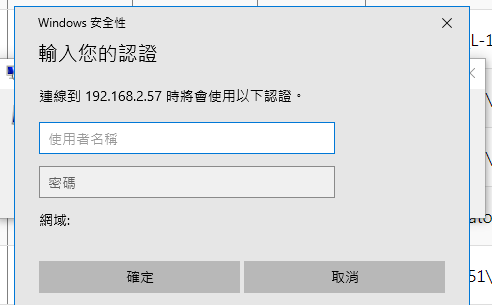 Windows 安全性
輸入您的認證
連線到 192.168.2.57 時將會使用以下認證。
使用者名稱
密碼
網域:
確定
取消
L-1
51\